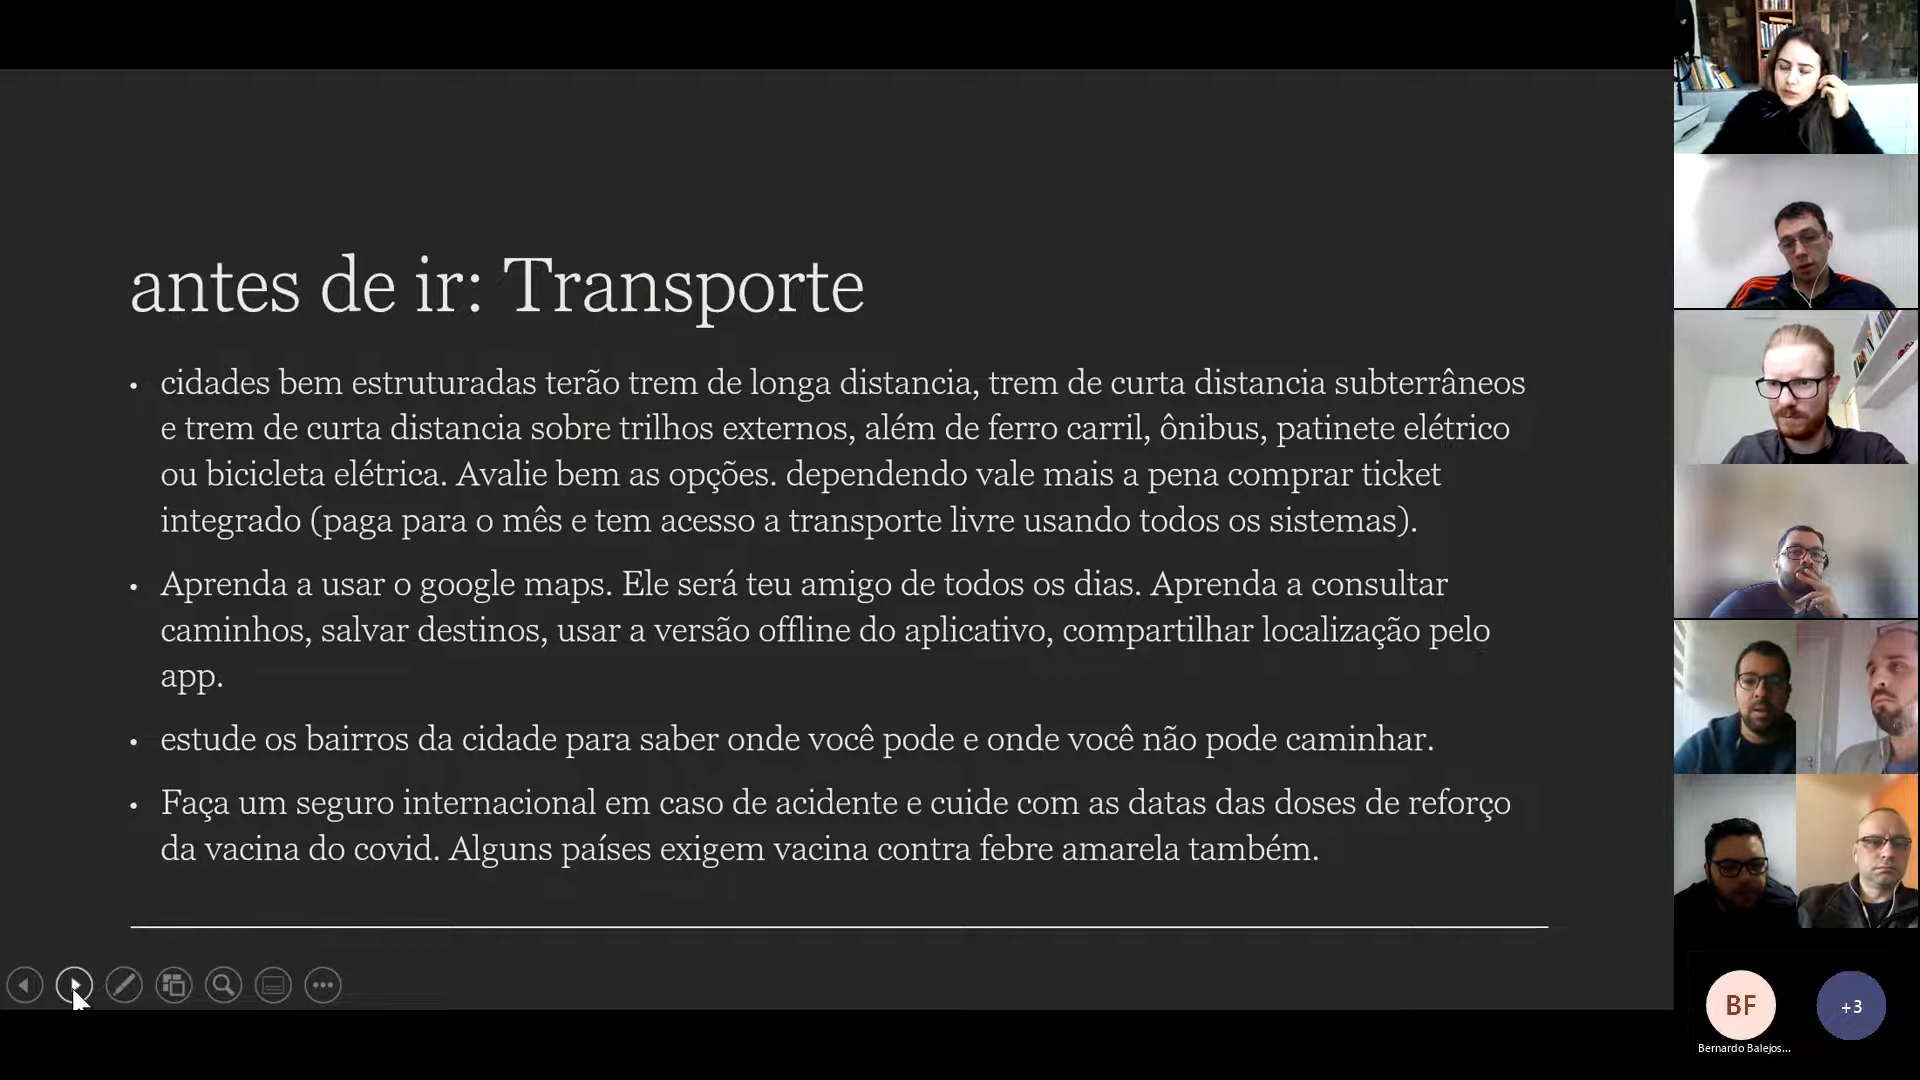 antes de ir: Transporte
• cidades bem estruturadas terão trem de longa distancia, trem de curta distancia subterrâneos
e trem de curta distancia sobre trilhos externos, além de ferro carril, ônibus, patinete elétrico
ou bicicleta elétrica. Avalie bem as opções. dependendo vale mais a pena comprar ticket
integrado (paga para o mês e tem acesso a transporte livre usando todos os sistemas).
• Aprenda a usar o google maps. Ele será teu amigo de todos os dias. Aprenda a consultar
caminhos, salvar destinos, usar a versão offline do aplicativo, compartilhar localização pelo
app.
• estude os bairros da cidade para saber onde você pode e onde você não pode caminhar.
• Faça um seguro internacional em caso de acidente e cuide com as datas das doses de reforço
da vacina do covid. Alguns países exigem vacina contra febre amarela também.
BF
+3
Bernardo Balejos...